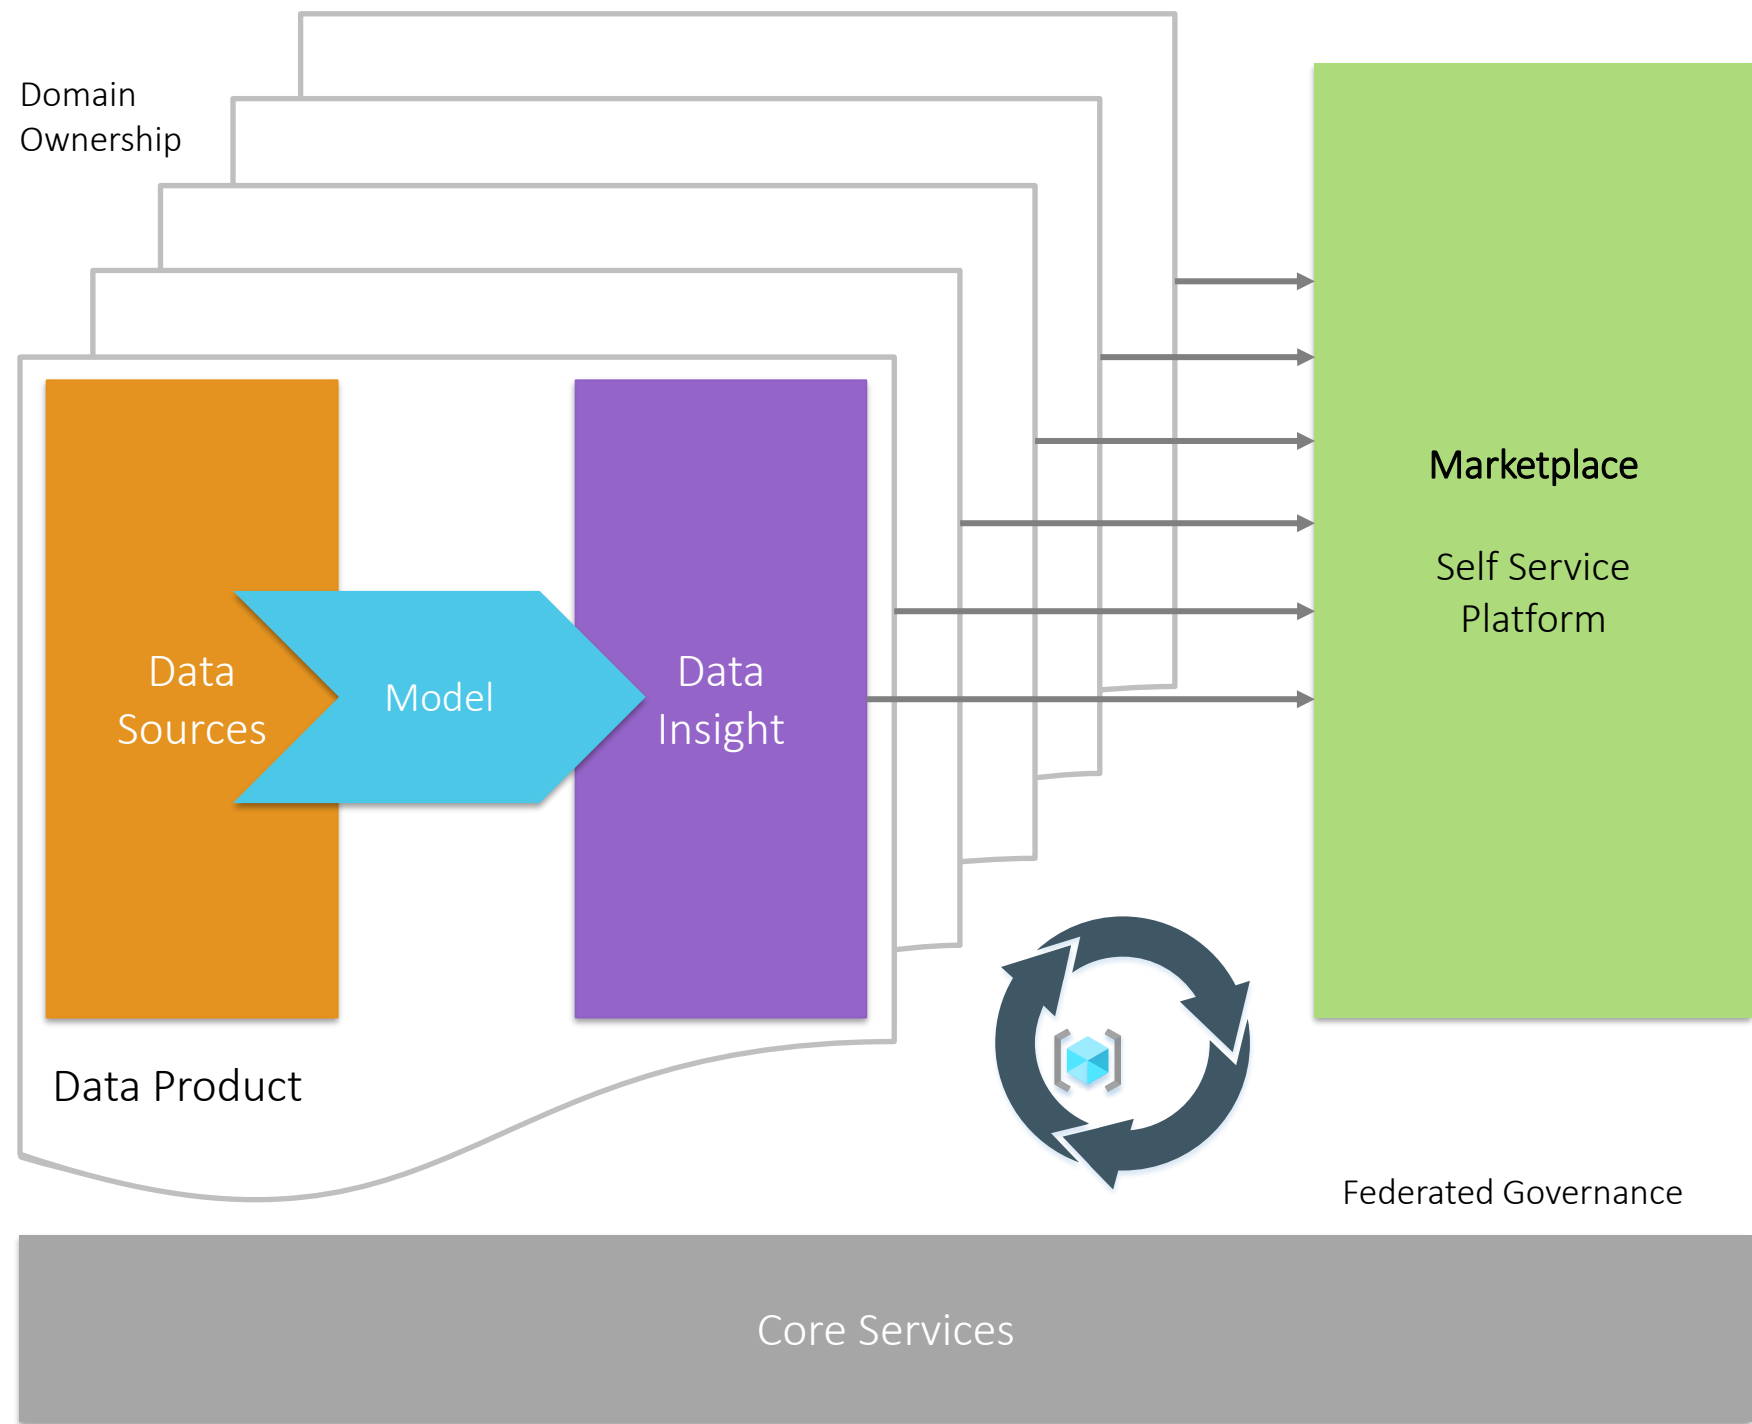 Domain
Ownership
Marketplace
Self Service
Platform
Data
Sources
Model
Data
Insight
Data Product
Federated Governance
Core Services